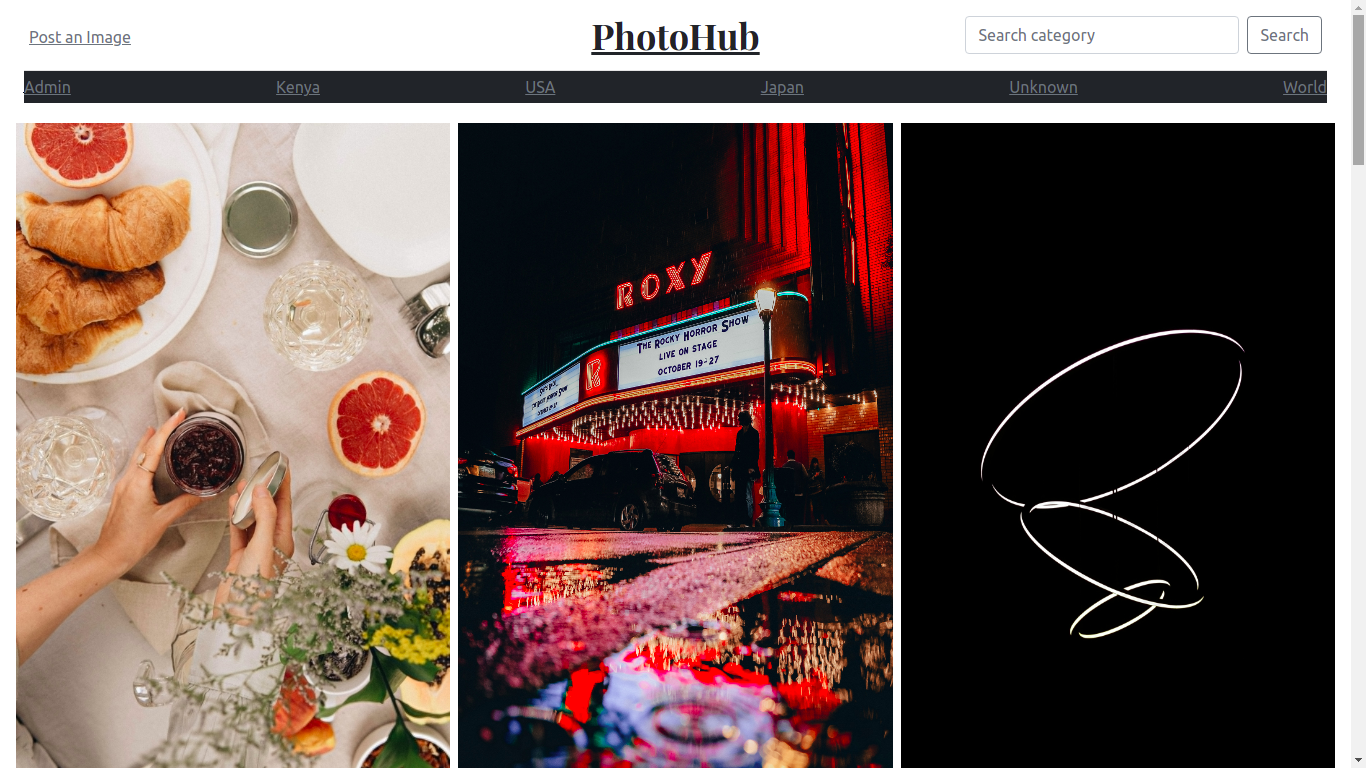 Post an Image
PhotoHub
Search category
Search
Admin
Kenya
USA
Japan
Unknown
World
ROXY
THE ROCKY HORROR SHOW
LIVE ON STAGE
OCTOBER 19-27
R